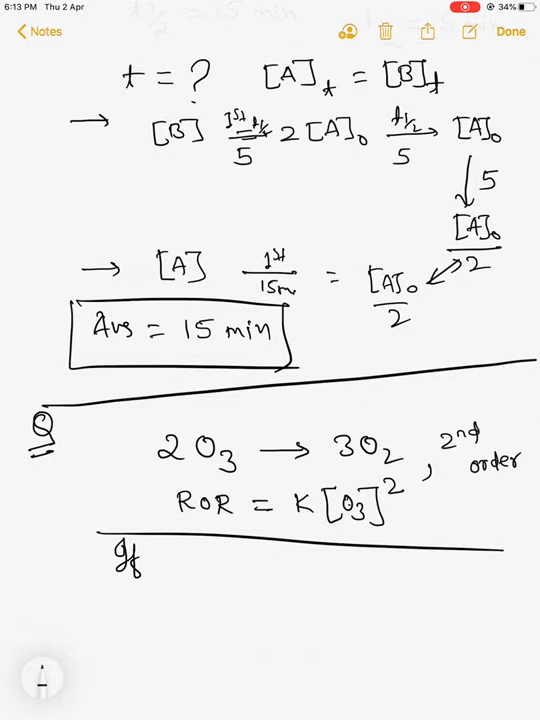 6:13 PM Thu 2 Apr
34%
Notes
Done
t = ? [A]t = [B]t
→ [B] 1st t1/2 5 2[A]₀ t1/2 5 → [A]₀
↓ 5
[A]₀/2
→ [A] 1st 15m = [A]₀/2
Ans = 15 min
Q
2O₃ → 3O₂, 2nd order
ROR = K[O₃]²
If